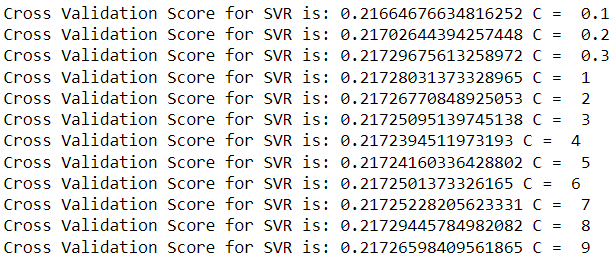 Cross Validation Score for SVR is: 0.21664676634816252 C =  0.1
Cross Validation Score for SVR is: 0.21702644394257448 C =  0.2
Cross Validation Score for SVR is: 0.21729675613258972 C =  0.3
Cross Validation Score for SVR is: 0.21728031373328965 C =  1
Cross Validation Score for SVR is: 0.21726770848925053 C =  2
Cross Validation Score for SVR is: 0.21725095139745138 C =  3
Cross Validation Score for SVR is: 0.2172394511973193 C =  4
Cross Validation Score for SVR is: 0.21724160336428802 C =  5
Cross Validation Score for SVR is: 0.2172501373326165 C =  6
Cross Validation Score for SVR is: 0.21725228205623331 C =  7
Cross Validation Score for SVR is: 0.21729445784982082 C =  8
Cross Validation Score for SVR is: 0.21726598409561865 C =  9